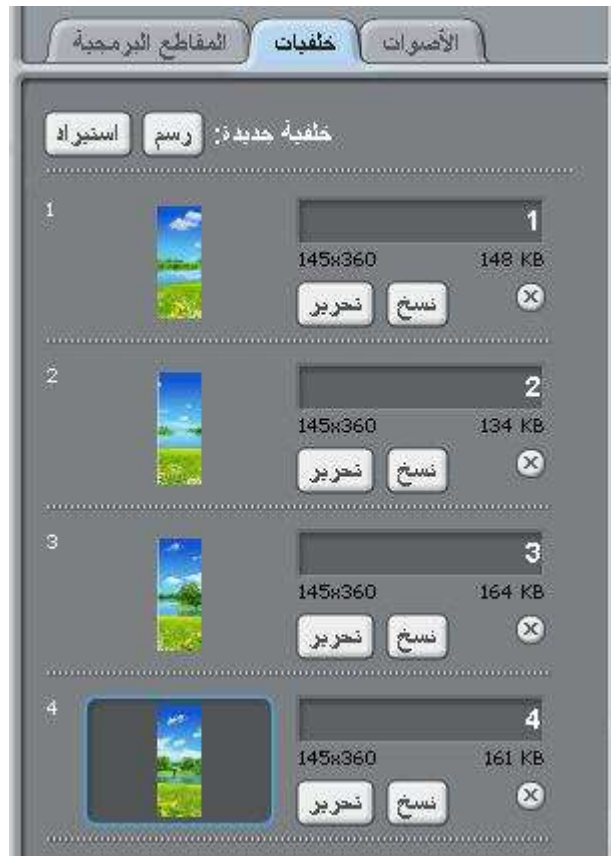 المقاطع البرمجية خلفيات الأصوات
خلفية جديدة: رسم استيراد
1 1
145x360 148 KB
تحرير نسخ
2 2
145x360 134 KB
تحرير نسخ
3 3
145x360 164 KB
تحرير نسخ
4 4
145x360 161 KB
تحرير نسخ